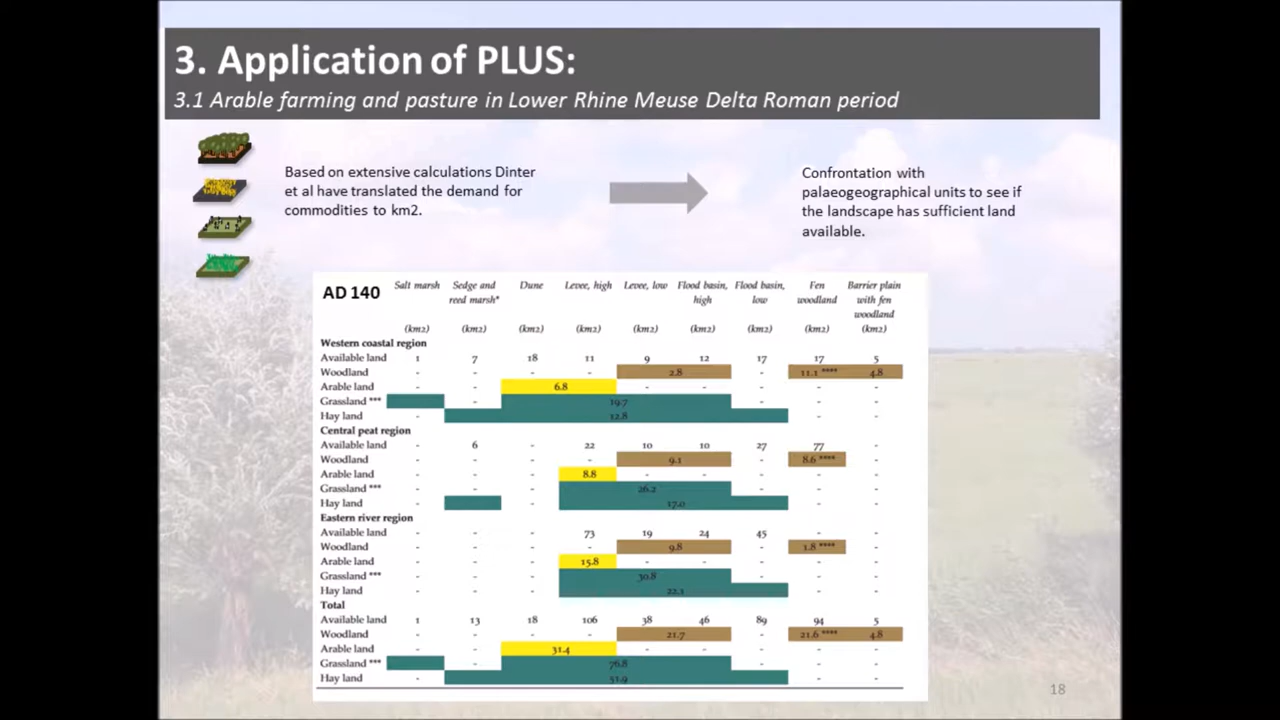 3. Application of PLUS:
3.1 Arable farming and pasture in Lower Rhine Meuse Delta Roman period
Based on extensive calculations Dinter
et al have translated the demand for
commodities to km2.
Confrontation with
palaeogeographical units to see if
the landscape has sufficient land
available.
AD 140 Salt marsh Sedge and reed marsh* Dune Levee, high Levee, low Flood basin, high Flood basin, low Fen woodland Barrier plain with fen woodland
(km2) (km2) (km2) (km2) (km2) (km2) (km2) (km2) (km2)
Western coastal region
Available land 1 7 18 11 9 12 17 17 5
Woodland - - - - 2.8 - 11.1 **** 4.8
Arable land - - 6.8 - - - - -
Grassland *** - 19.7 - - -
Hay land - 12.8 - -
Central peat region
Available land - 6 - 22 10 10 27 77 -
Woodland - - - - 9.1 - 8.6 **** -
Arable land - - - 8.8 - - - - -
Grassland *** - - - 26.2 - - -
Hay land - - 17.0 - -
Eastern river region
Available land - - - 73 19 24 45 - -
Woodland - - - - 9.8 - 1.8 **** -
Arable land - - - 15.8 - - - - -
Grassland *** - - - 30.8 - - -
Hay land - - - 22.1 - -
Total
Available land 1 13 18 106 38 46 89 94 5
Woodland - - - - 21.7 - 21.6 **** 4.8
Arable land - - 31.4 - - - - -
Grassland *** - 76.8 - - -
Hay land - 51.9 - -
18